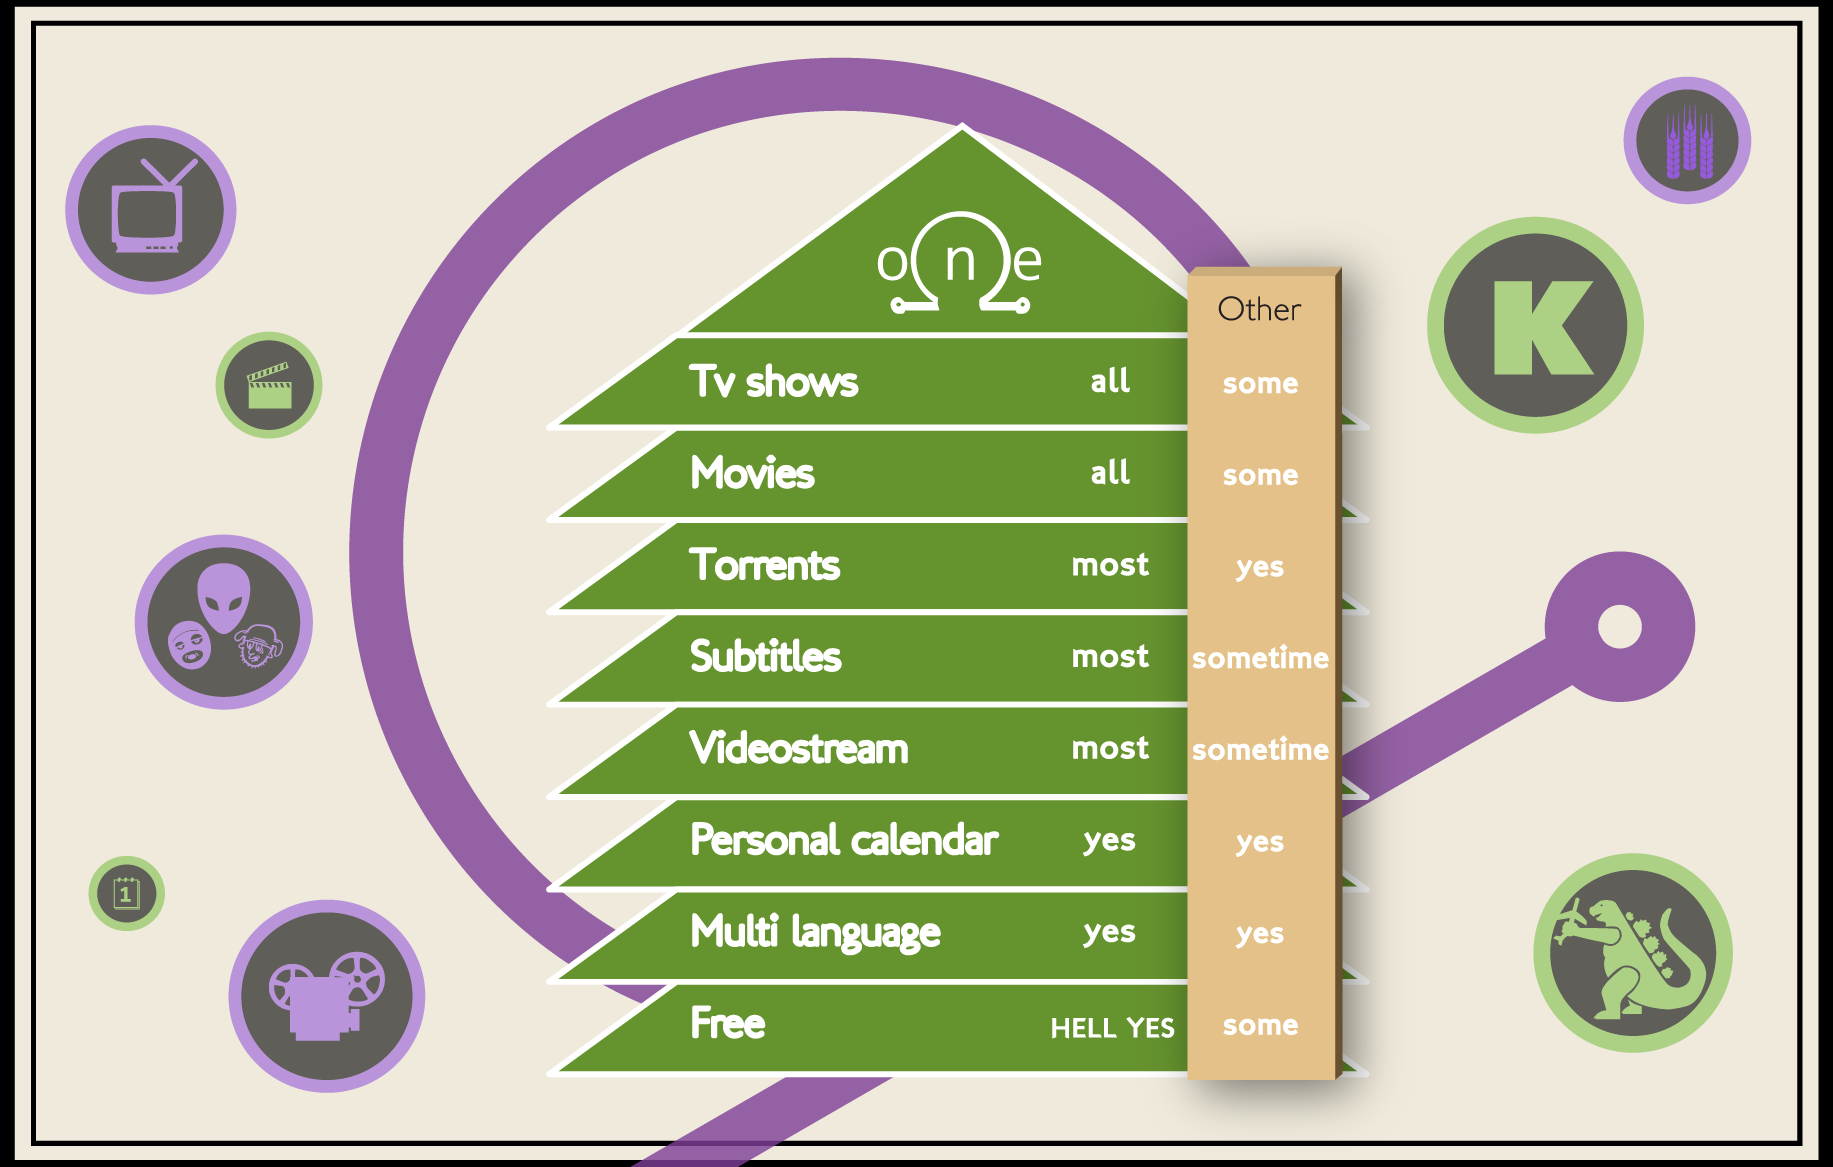 one
Other
Tv shows all some
Movies all some
Torrents most yes
Subtitles most sometime
Videostream most sometime
Personal calendar yes yes
Multi language yes yes
Free HELL YES some
K
1